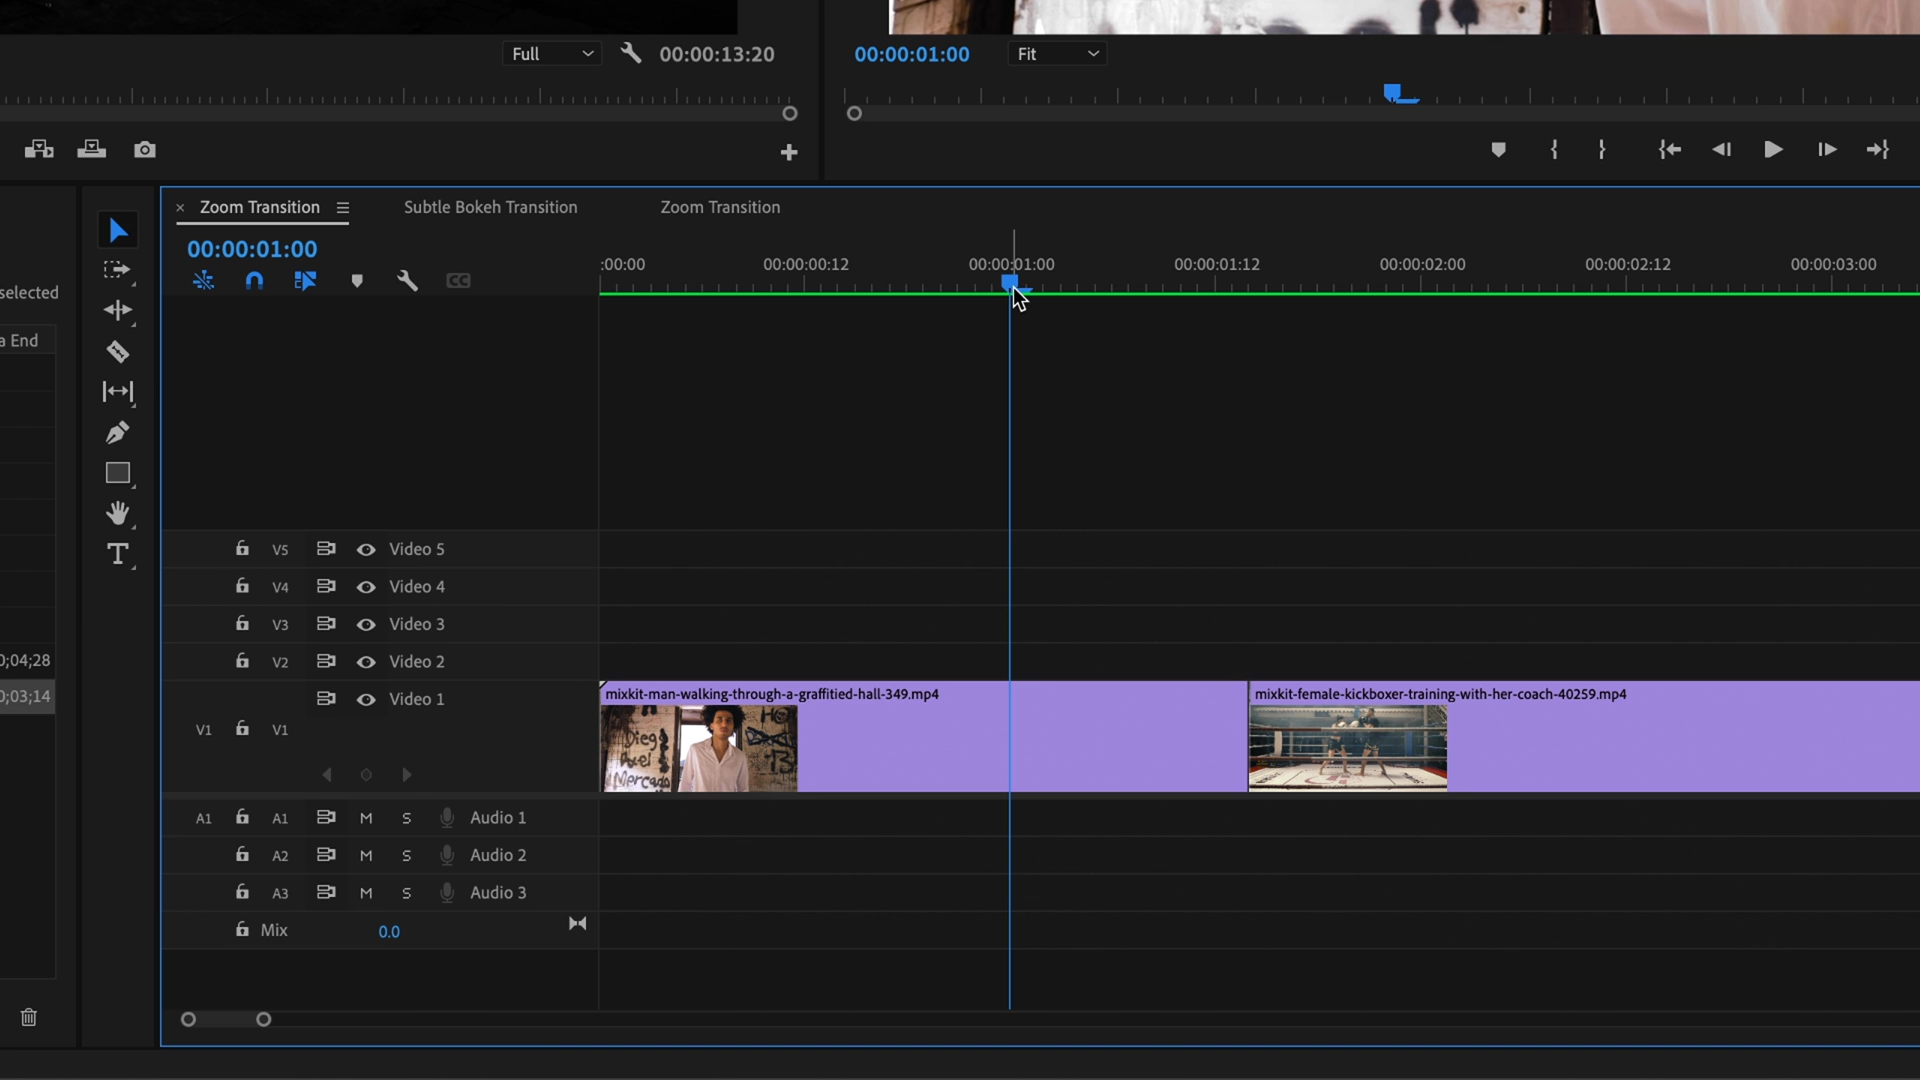 Full
00:00:13:20
00:00:01:00
Fit
Zoom Transition
Subtle Bokeh Transition
Zoom Transition
00:00:01:00
:00:00
00:00:00:12
00:00:01:00
00:00:01:12
00:00:02:00
00:00:02:12
00:00:03:00
selected
a End
V5 Video 5
V4 Video 4
V3 Video 3
V2 Video 2
;04;28
;03;14
Video 1
V1 V1
mixkit-man-walking-through-a-graffitied-hall-349.mp4
mixkit-female-kickboxer-training-with-her-coach-40259.mp4
Diego
Axel
Mercado
A1 A1 M S Audio 1
A2 M S Audio 2
A3 M S Audio 3
Mix 0.0